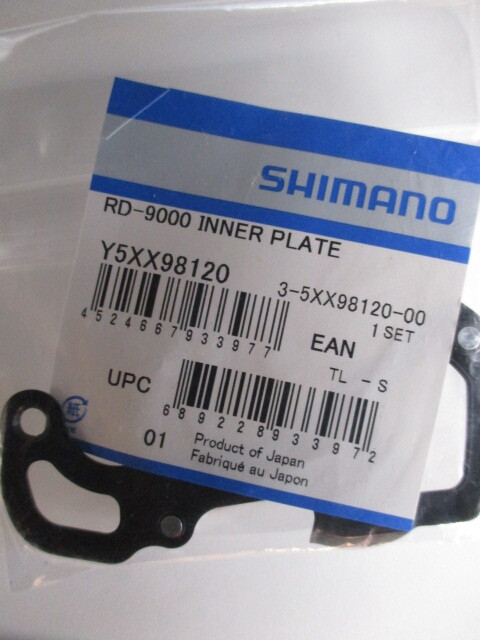 SHIMANO
RD-9000 INNER PLATE
Y5XX98120
3-5XX98120-00
1 SET
4524667933977
EAN
TL - S
UPC
689228933972
01
Product of Japan
Fabriqué au Japon
紙